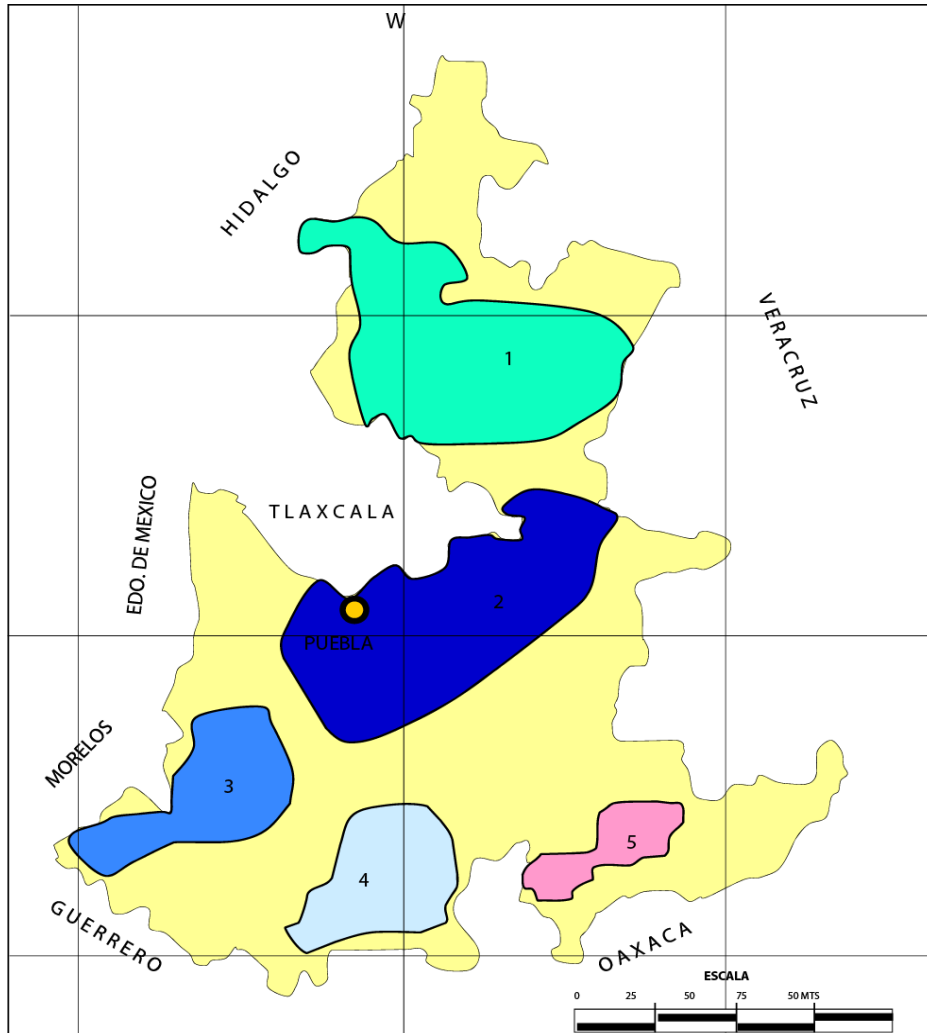 W
HIDALGO
1
VERACRUZ
EDO. DE MEXICO
TLAXCALA
2
PUEBLA
MORELOS
3
4
5
GUERRERO
OAXACA
ESCALA
0 25 50 75 50 MTS